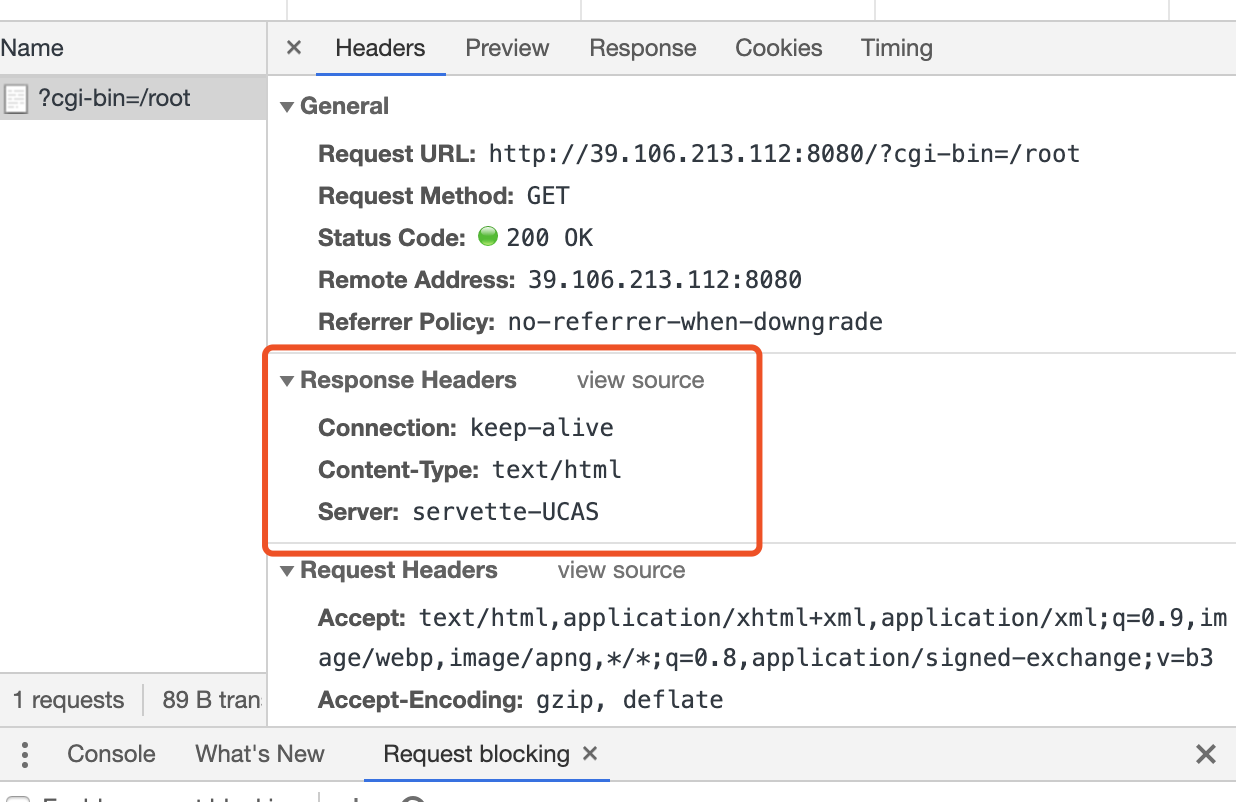 Name
× Headers Preview Response Cookies Timing
?cgi-bin=/root
General
Request URL: http://39.106.213.112:8080/?cgi-bin=/root
Request Method: GET
Status Code: 200 OK
Remote Address: 39.106.213.112:8080
Referrer Policy: no-referrer-when-downgrade
Response Headers view source
Connection: keep-alive
Content-Type: text/html
Server: servette-UCAS
Request Headers view source
Accept: text/html,application/xhtml+xml,application/xml;q=0.9,im
age/webp,image/apng,*/*;q=0.8,application/signed-exchange;v=b3
Accept-Encoding: gzip, deflate
1 requests 89 B tran
Console What's New Request blocking ×